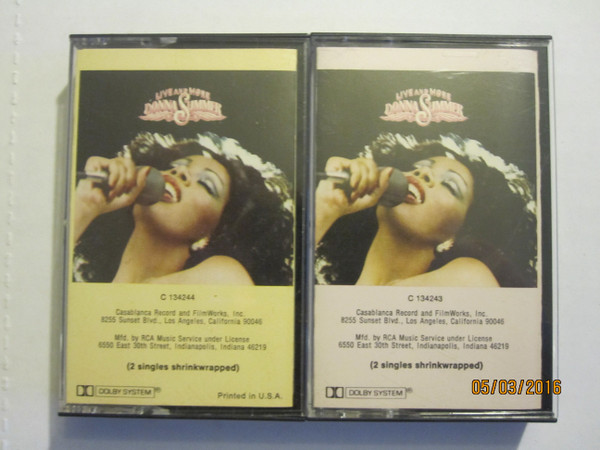 LIVE AND MORE
DONNA SUMMER
C 134244
Casablanca Record and FilmWorks, Inc.
8255 Sunset Blvd., Los Angeles, California 90046
Mfd. by RCA Music Service under License
6550 East 30th Street, Indianapolis, Indiana 46219
(2 singles shrinkwrapped)
DOLBY SYSTEM®
Printed in U.S.A.
LIVE AND MORE
DONNA SUMMER
C 134243
Casablanca Record and FilmWorks, Inc.
8255 Sunset Blvd., Los Angeles, California 90046
Mfd. by RCA Music Service under License
6550 East 30th Street, Indianapolis, Indiana 46219
(2 singles shrinkwrapped)
DOLBY SYSTEM®
05/03/2016